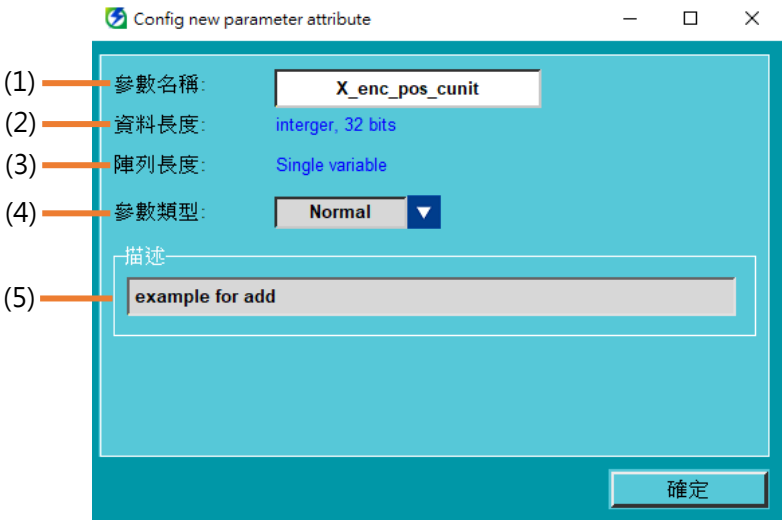 Config new parameter attribute
(1) 參數名稱: X_enc_pos_cunit
(2) 資料長度: interger, 32 bits
(3) 陣列長度: Single variable
(4) 參數類型: Normal
描述
(5) example for add
確定